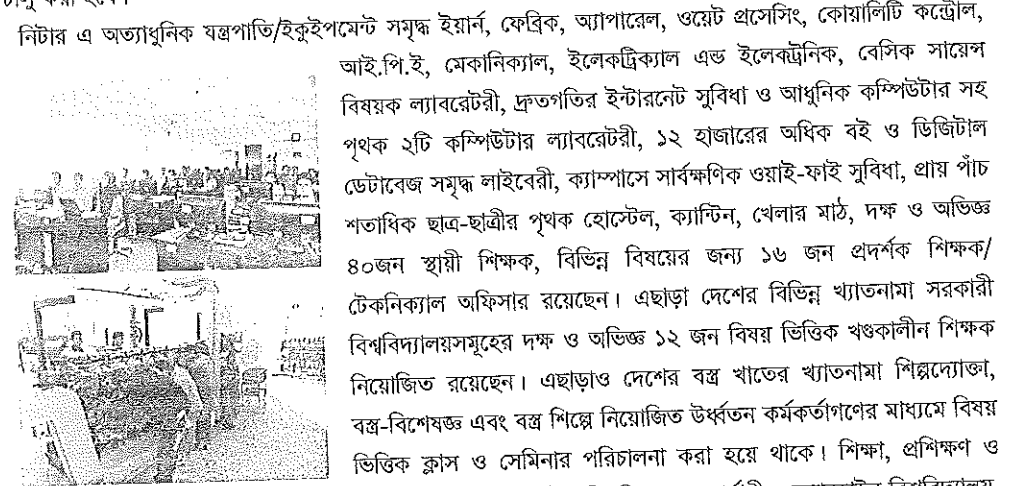 নিটার এ অত্যাধুনিক যন্ত্রপাতি/ইকুইপমেন্ট সমৃদ্ধ ইয়ার্ন, ফেব্রিক, অ্যাপারেল, ওয়েট প্রসেসিং, কোয়ালিটি কন্ট্রোল,
আই.পি.ই, মেকানিক্যাল, ইলেকট্রিক্যাল এন্ড ইলেকট্রনিক, বেসিক সায়েন্স
বিষয়ক ল্যাবরেটরী, দ্রুতগতির ইন্টারনেট সুবিধা ও আধুনিক কম্পিউটার সহ
পৃথক ২টি কম্পিউটার ল্যাবরেটরী, ১২ হাজারের অধিক বই ও ডিজিটাল
ডেটাবেজ সমৃদ্ধ লাইবেরী, ক্যাম্পাসে সার্বক্ষণিক ওয়াই-ফাই সুবিধা, প্রায় পাঁচ
শতাধিক ছাত্র-ছাত্রীর পৃথক হোস্টেল, ক্যান্টিন, খেলার মাঠ, দক্ষ ও অভিজ্ঞ
৪০জন স্থায়ী শিক্ষক, বিভিন্ন বিষয়ের জন্য ১৬ জন প্রদর্শক শিক্ষক/
টেকনিক্যাল অফিসার রয়েছেন। এছাড়া দেশের বিভিন্ন খ্যাতনামা সরকারী
বিশ্ববিদ্যালয়সমূহের দক্ষ ও অভিজ্ঞ ১২ জন বিষয় ভিত্তিক খণ্ডকালীন শিক্ষক
নিয়োজিত রয়েছেন। এছাড়াও দেশের বস্ত্র খাতের খ্যাতনামা শিল্পদ্যোক্তা,
বস্ত্র-বিশেষজ্ঞ এবং বস্ত্র শিল্পে নিয়োজিত উর্ধ্বতন কর্মকর্তাগণের মাধ্যমে বিষয়
ভিত্তিক ক্লাস ও সেমিনার পরিচালনা করা হয়ে থাকে। শিক্ষা, প্রশিক্ষণ ও